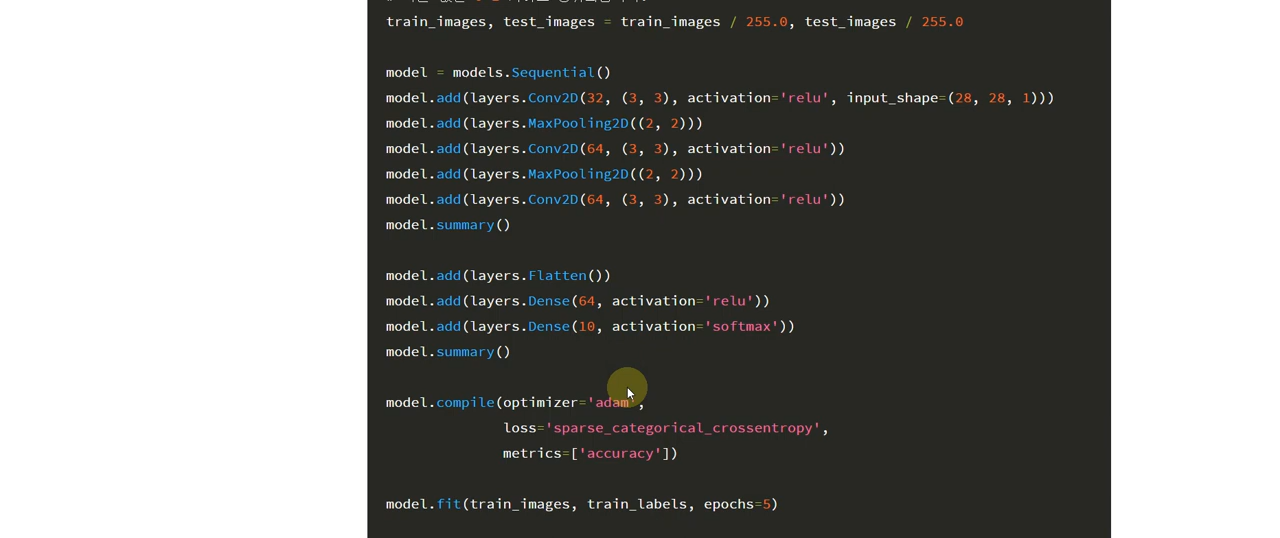 train_images, test_images = train_images / 255.0, test_images / 255.0
model = models.Sequential()
model.add(layers.Conv2D(32, (3, 3), activation='relu', input_shape=(28, 28, 1)))
model.add(layers.MaxPooling2D((2, 2)))
model.add(layers.Conv2D(64, (3, 3), activation='relu'))
model.add(layers.MaxPooling2D((2, 2)))
model.add(layers.Conv2D(64, (3, 3), activation='relu'))
model.summary()
model.add(layers.Flatten())
model.add(layers.Dense(64, activation='relu'))
model.add(layers.Dense(10, activation='softmax'))
model.summary()
model.compile(optimizer='adam',
loss='sparse_categorical_crossentropy',
metrics=['accuracy'])
model.fit(train_images, train_labels, epochs=5)